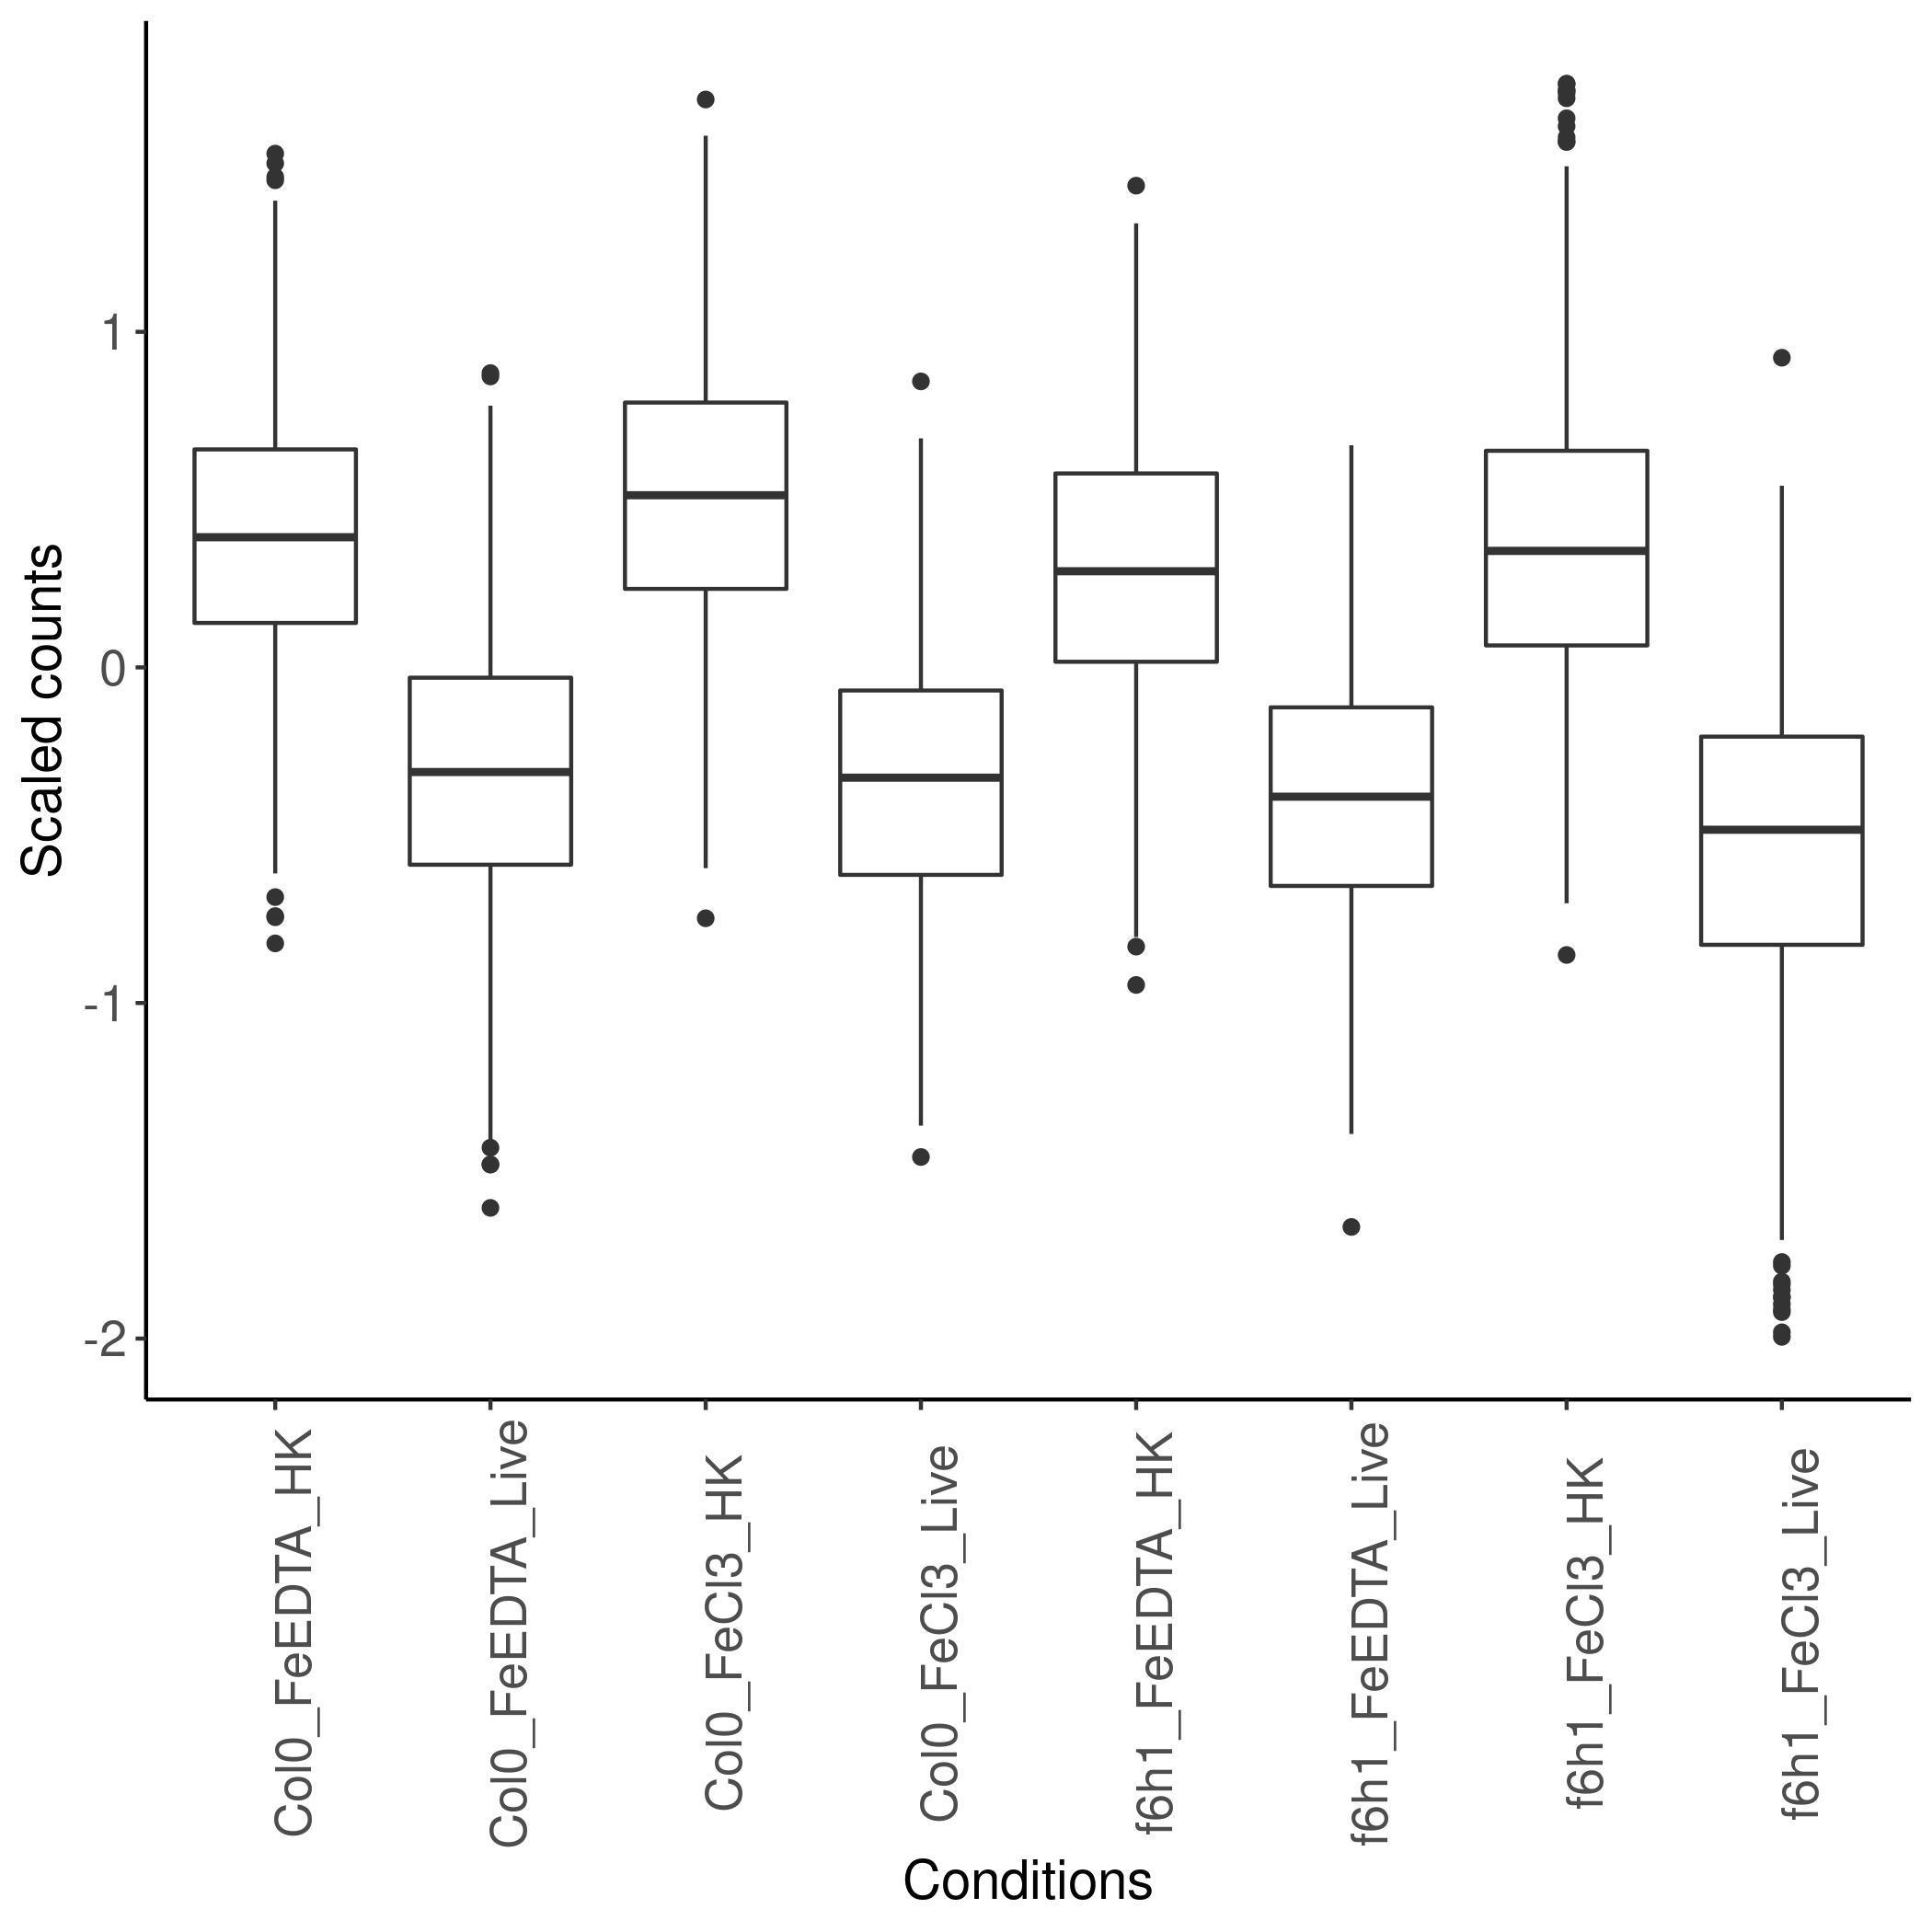 Scaled counts
1
0
-1
-2
Col0_FeEDTA_HK
Col0_FeEDTA_Live
Col0_FeCl3_HK
Col0_FeCl3_Live
f6h1_FeEDTA_HK
f6h1_FeEDTA_Live
f6h1_FeCl3_HK
f6h1_FeCl3_Live
Conditions